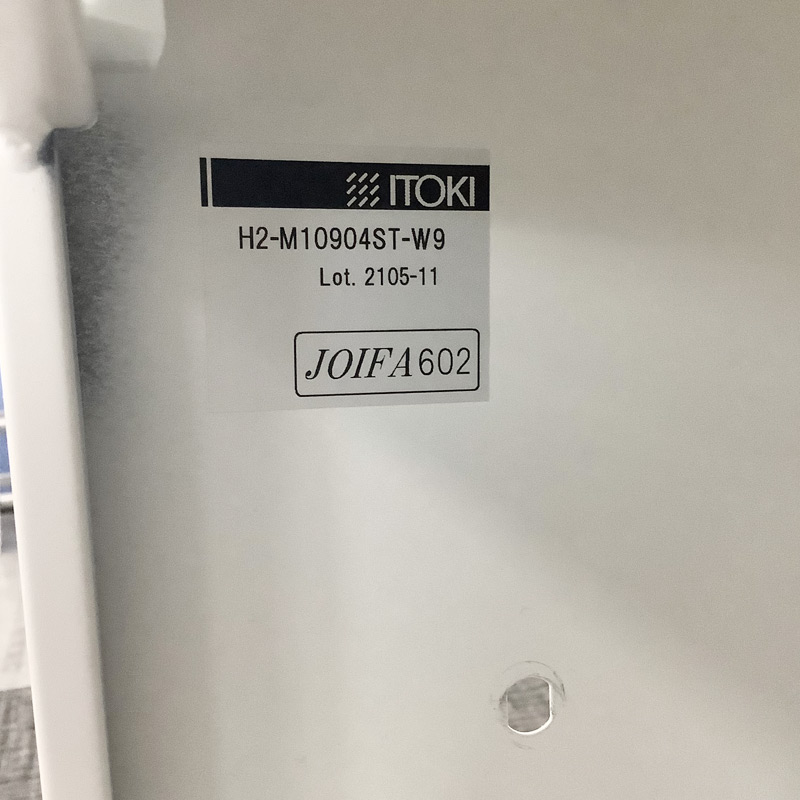 ITOKI
H2-M10904ST-W9
Lot. 2105-11
JOIFA602